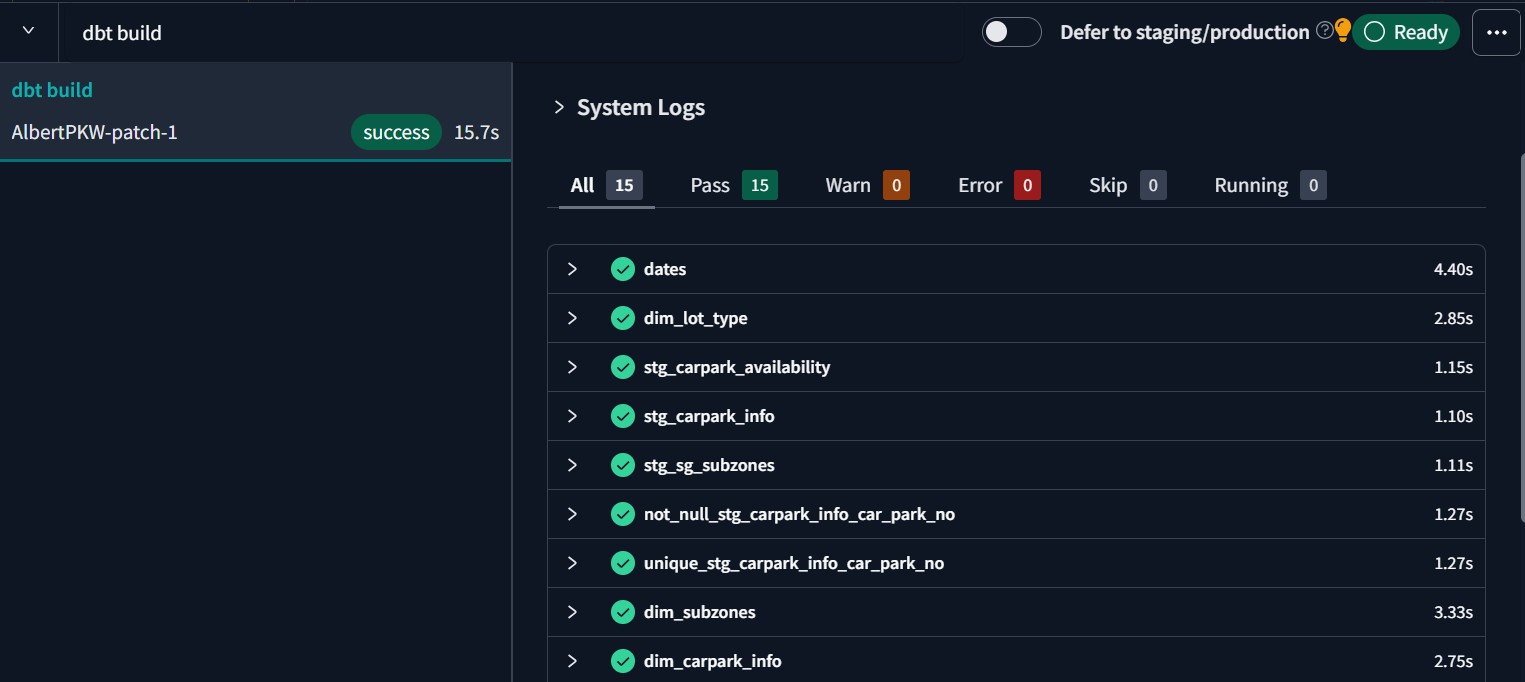 dbt build
Defer to staging/production
Ready
dbt build
AlbertPKW-patch-1 success 15.7s
System Logs
All 15 Pass 15 Warn 0 Error 0 Skip 0 Running 0
dates 4.40s
dim_lot_type 2.85s
stg_carpark_availability 1.15s
stg_carpark_info 1.10s
stg_sg_subzones 1.11s
not_null_stg_carpark_info_car_park_no 1.27s
unique_stg_carpark_info_car_park_no 1.27s
dim_subzones 3.33s
dim_carpark_info 2.75s